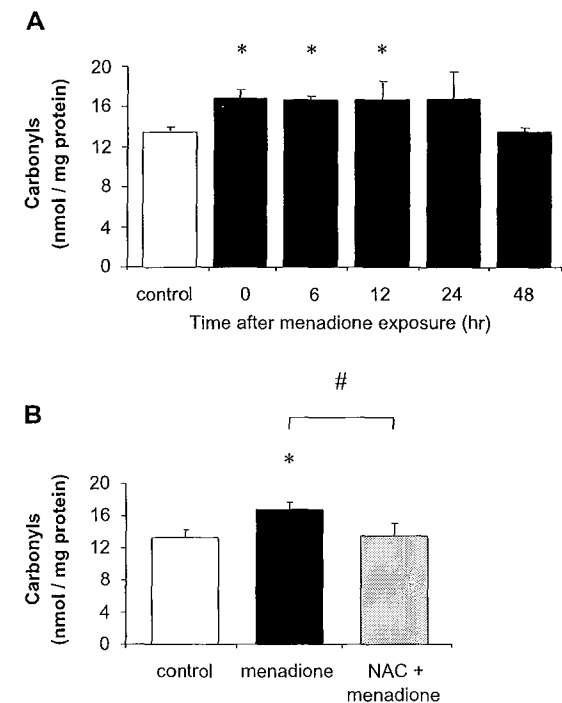 A
* * *
Carbonyls
(nmol / mg protein)
20
16
12
8
4
0
control 0 6 12 24 48
Time after menadione exposure (hr)
#
B
*
Carbonyls
(nmol / mg protein)
20
16
12
8
4
0
control menadione NAC +
menadione